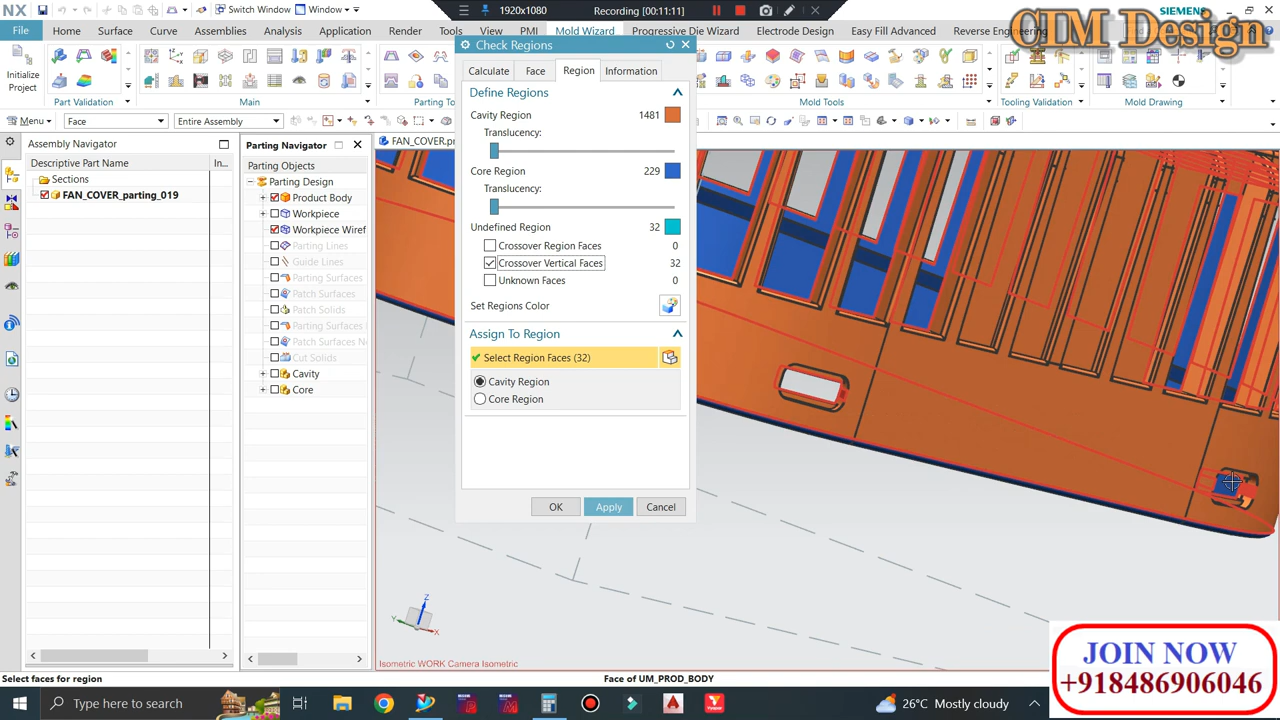 NX
Switch Window
Window
1920x1080
Recording [00:11:11]
SIEMENS
CIM Design
File
Home
Surface
Curve
Assemblies
Analysis
Application
Render
Tools
View
PMI
Mold Wizard
Progressive Die Wizard
Electrode Design
Easy Fill Advanced
Reverse Engineering
Initialize
Project
Part Validation
Main
Parting To
Mold Tools
Tooling Validation
Mold Drawing
Menu
Face
Entire Assembly
Assembly Navigator
Descriptive Part Name
In...
Sections
FAN_COVER_parting_019
Parting Navigator
Parting Objects
Parting Design
Product Body
Workpiece
Workpiece Wiref
Parting Lines
Guide Lines
Parting Surfaces
Patch Surfaces
Patch Solids
Parting Surfaces
Patch Surfaces N
Cut Solids
Cavity
Core
FAN_COVER.p
Check Regions
Calculate
Face
Region
Information
Define Regions
Cavity Region 1481
Translucency:
Core Region 229
Translucency:
Undefined Region 32
Crossover Region Faces 0
Crossover Vertical Faces 32
Unknown Faces 0
Set Regions Color
Assign To Region
Select Region Faces (32)
Cavity Region
Core Region
OK
Apply
Cancel
Z
Y
X
Isometric WORK Camera Isometric
JOIN NOW
+918486906046
Select faces for region
Face of UM_PROD_BODY
Type here to search
26°C Mostly cloudy